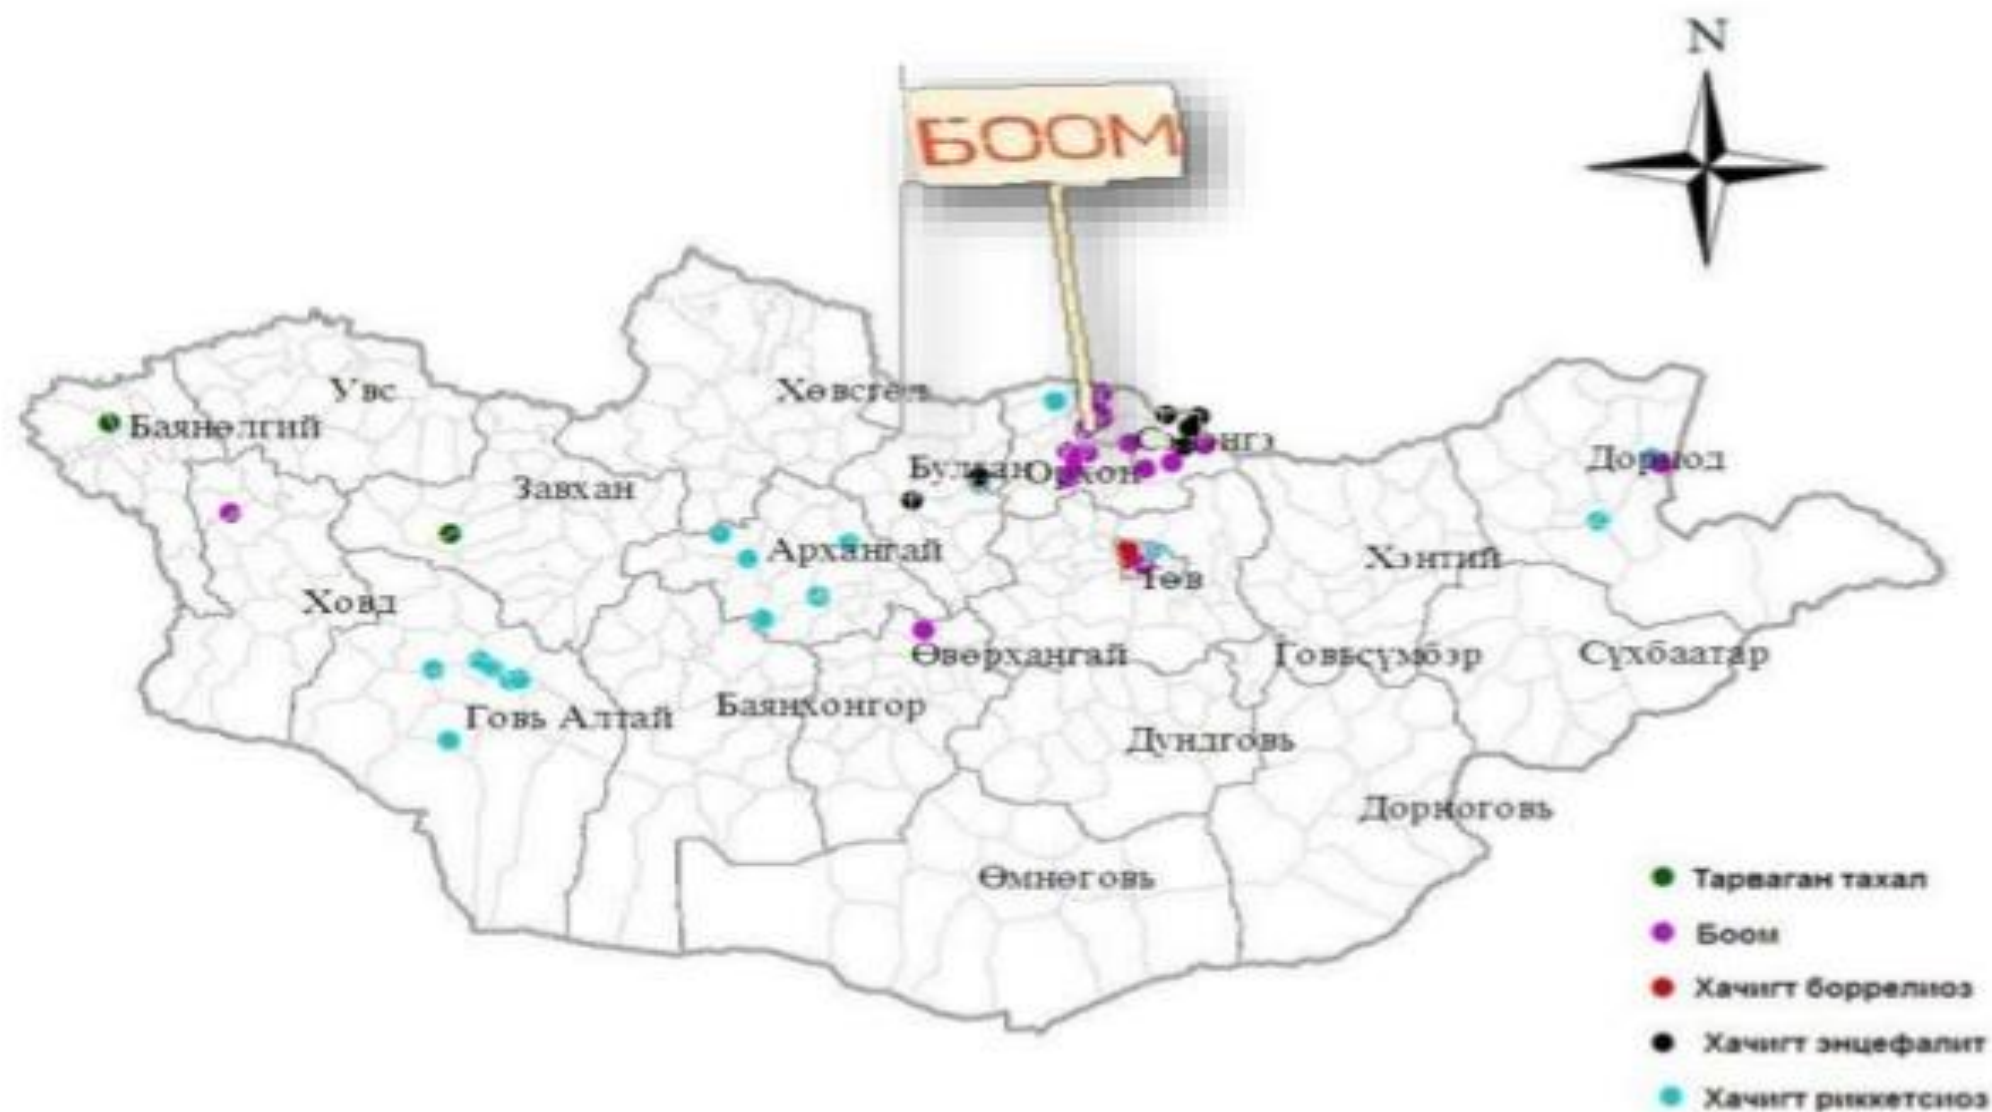 N
БООМ
Увс
Хөвсгөл
Баянөлгий
Сэлэнгэ
Завхан
Булган
Орхон
Дорнод
Архангай
Хэнтий
Төв
Ховд
Өвөрхангай
Говьсүмбэр
Сүхбаатар
Говь Алтай
Баянхонгор
Дундговь
Дорноговь
Өмнөговь
Тарваган тахал
Боом
Хачигт боррелиоз
Хачигт энцефалит
Хачигт риккетсиоз